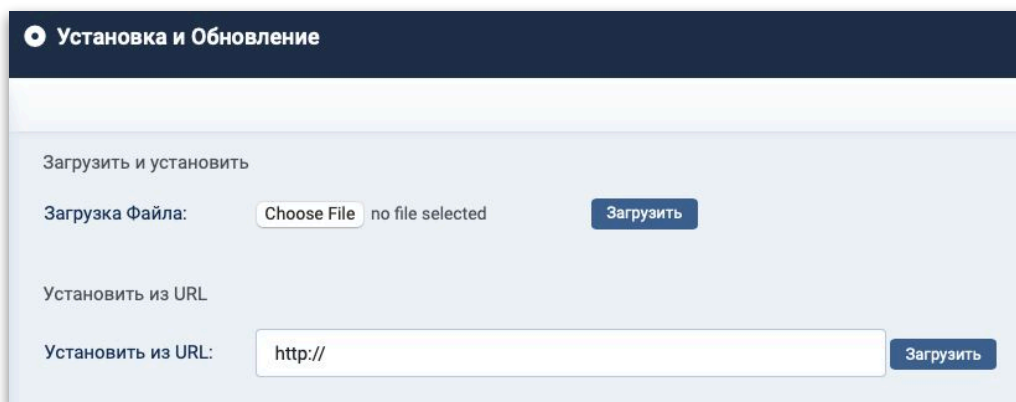 Установка и Обновление
Загрузить и установить
Загрузка Файла: Choose File no file selected Загрузить
Установить из URL
Установить из URL: http:// Загрузить